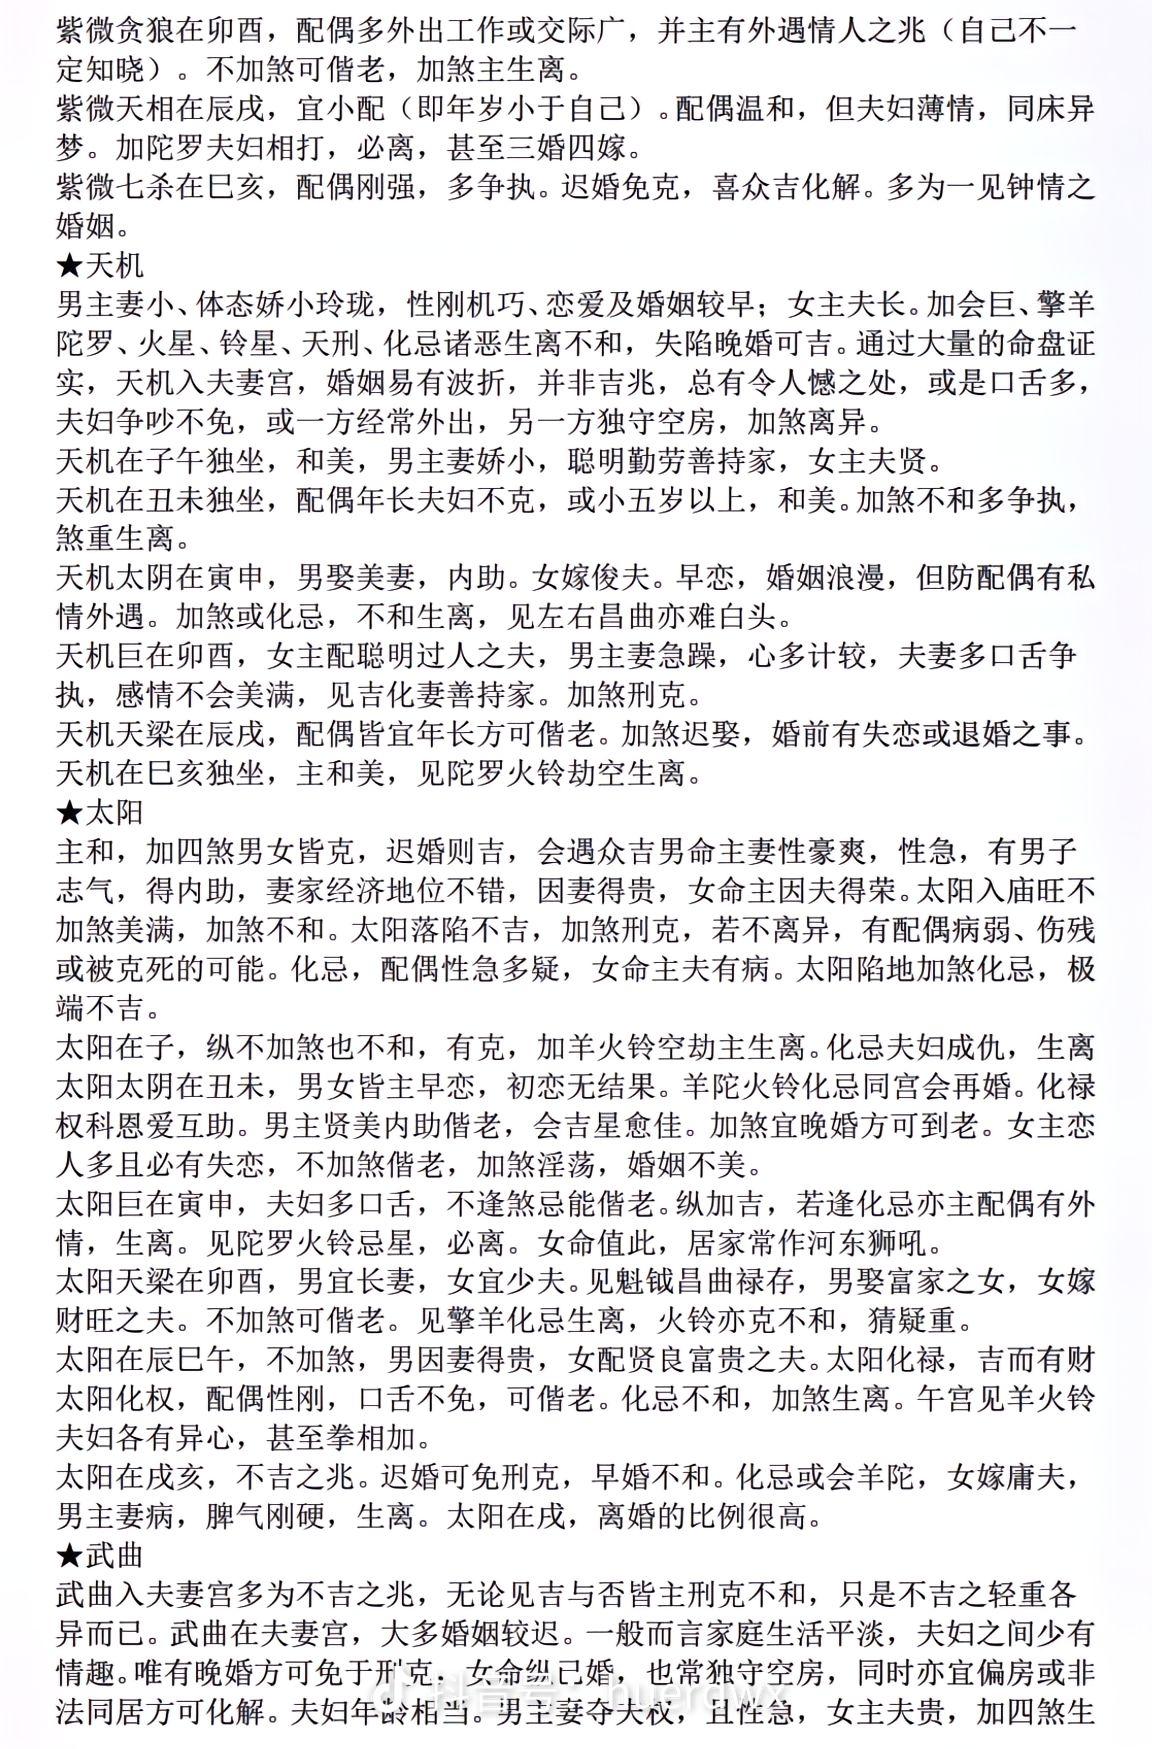 紫微贪狼在卯酉，配偶多外出工作或交际广，并主有外遇情人之兆（自己不一
定知晓）。不加煞可偕老，加煞主生离。
紫微天相在辰戌，宜小配（即年岁小于自己）。配偶温和，但夫妇薄情，同床异
梦。加陀罗夫妇相打，必离，甚至三婚四嫁。
紫微七杀在巳亥，配偶刚强，多争执。迟婚免克，喜众吉化解。多为一见钟情之
婚姻。
★天机
男主妻小、体态娇小玲珑，性刚机巧、恋爱及婚姻较早；女主夫长。加会巨、擎羊
陀罗、火星、铃星、天刑、化忌诸恶生离不和，失陷晚婚可吉。通过大量的命盘证
实，天机入夫妻宫，婚姻易有波折，并非吉兆，总有令人憾之处，或是口舌多，
夫妇争吵不免，或一方经常外出，另一方独守空房，加煞离异。
天机在子午独坐，和美，男主妻娇小，聪明勤劳善持家，女主夫贤。
天机在丑未独坐，配偶年长夫妇不克，或小五岁以上，和美。加煞不和多争执，
煞重生离。
天机太阴在寅申，男娶美妻，内助。女嫁俊夫。早恋，婚姻浪漫，但防配偶有私
情外遇。加煞或化忌，不和生离，见左右昌曲亦难白头。
天机巨在卯酉，女主配聪明过人之夫，男主妻急躁，心多计较，夫妻多口舌争
执，感情不会美满，见吉化妻善持家。加煞刑克。
天机天梁在辰戌，配偶皆宜年长方可偕老。加煞迟娶，婚前有失恋或退婚之事。
天机在巳亥独坐，主和美，见陀罗火铃劫空生离。
★太阳
主和，加四煞男女皆克，迟婚则吉，会遇众吉男命主妻性豪爽，性急，有男子
志气，得内助，妻家经济地位不错，因妻得贵，女命主因夫得荣。太阳入庙旺不
加煞美满，加煞不和。太阳落陷不吉，加煞刑克，若不离异，有配偶病弱、伤残
或被克死的可能。化忌，配偶性急多疑，女命主夫有病。太阳陷地加煞化忌，极
端不吉。
太阳在子，纵不加煞也不和，有克，加羊火铃空劫主生离。化忌夫妇成仇，生离
太阳太阴在丑未，男女皆主早恋，初恋无结果。羊陀火铃化忌同宫会再婚。化禄
权科恩爱互助。男主贤美内助偕老，会吉星愈佳。加煞宜晚婚方可到老。女主恋
人多且必有失恋，不加煞偕老，加煞淫荡，婚姻不美。
太阳巨在寅申，夫妇多口舌，不逢煞忌能偕老。纵加吉，若逢化忌亦主配偶有外
情，生离。见陀罗火铃忌星，必离。女命值此，居家常作河东狮吼。
太阳天梁在卯酉，男宜长妻，女宜少夫。见魁钺昌曲禄存，男娶富家之女，女嫁
财旺之夫。不加煞可偕老。见擎羊化忌生离，火铃亦克不和，猜疑重。
太阳在辰巳午，不加煞，男因妻得贵，女配贤良富贵之夫。太阳化禄，吉而有财
太阳化权，配偶性刚，口舌不免，可偕老。化忌不和，加煞生离。午宫见羊火铃
夫妇各有异心，甚至拳相加。
太阳在戌亥，不吉之兆。迟婚可免刑克，早婚不和。化忌或会羊陀，女嫁庸夫，
男主妻病，脾气刚硬，生离。太阳在戌，离婚的比例很高。
★武曲
武曲入夫妻宫多为不吉之兆，无论见吉与否皆主刑克不和，只是不吉之轻重各
异而已。武曲在夫妻宫，大多婚姻较迟。一般而言家庭生活平淡，夫妇之间少有
情趣。唯有晚婚方可免于刑克。女命纵已婚，也常独守空房，同时亦宜偏房或非
法同居方可化解。夫妇年龄相当。男主妻夺夫权，且性急，女主夫贵，加四煞生
抖音号：huerdwx